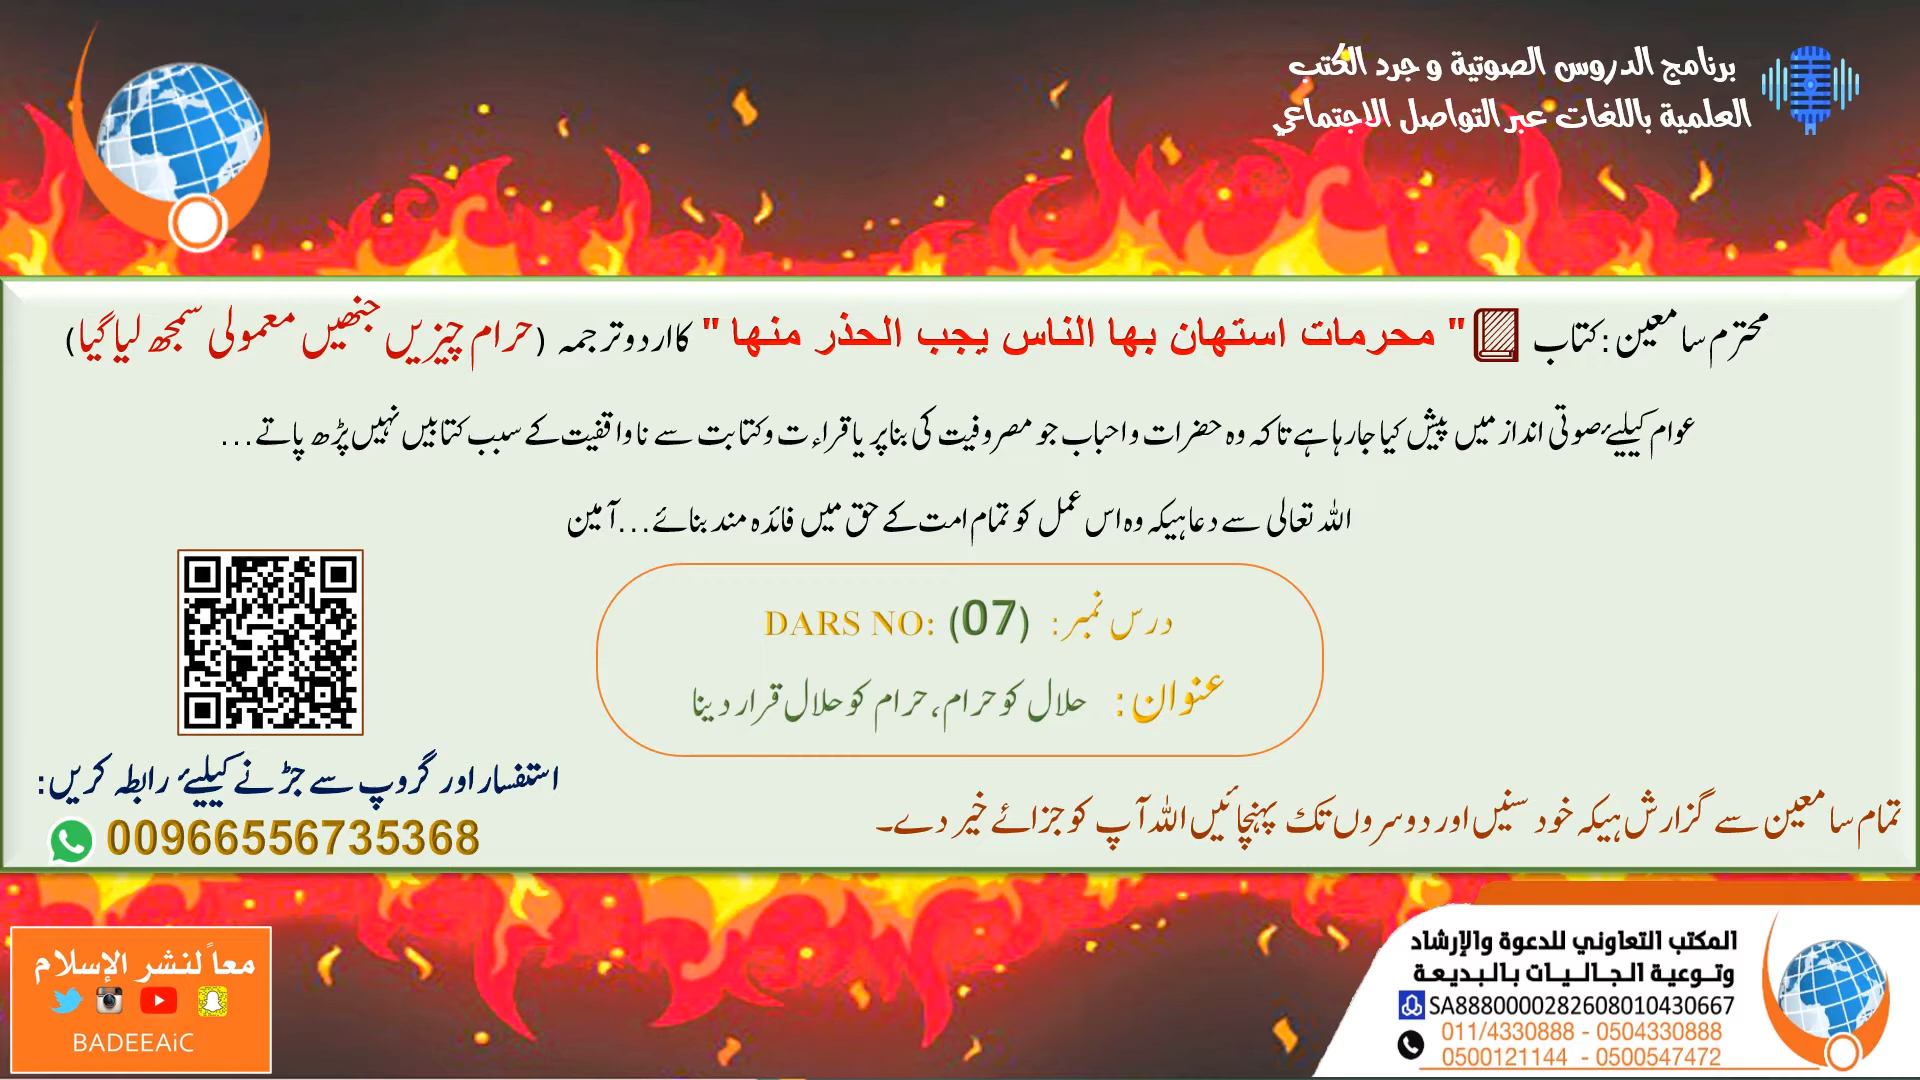 برنامج الدروس الصوتية و جرد الكتب
العلمية باللغات عبر التواصل الاجتماعي
محترم سامعین : کتاب " محرمات استهان بها الناس يجب الحذر منها " کا اردو ترجمہ (حرام چیزیں جنھیں معمولی سمجھ لیا گیا)
عوام کیلیئے صوتی انداز میں پیش کیا جارہا ہے تاکہ وہ حضرات و احباب جو مصروفیت کی بنا پر یا قراءت و کتابت سے ناواقفیت کے سبب کتابیں نہیں پڑھ پاتے...
اللہ تعالی سے دعا ہیکہ وہ اس عمل کو تمام امت کے حق میں فائدہ مند بنائے...آمین
درس نمبر : (07) DARS NO:
عنوان : حلال کو حرام، حرام کو حلال قرار دینا
استفسار اور گروپ سے جڑنے کیلیئے رابطہ کریں:
00966556735368
تمام سامعین سے گزارش ہیکہ خود سنیں اور دوسروں تک پہنچائیں اللہ آپ کو جزائے خیر دے۔
معاً لنشر الإسلام
BADEEAiC
المكتب التعاوني للدعوة والإرشاد
وتوعية الجاليات بالبديعة
SA8880000282608010430667
011/4330888 - 0504330888
0500121144 - 0500547472